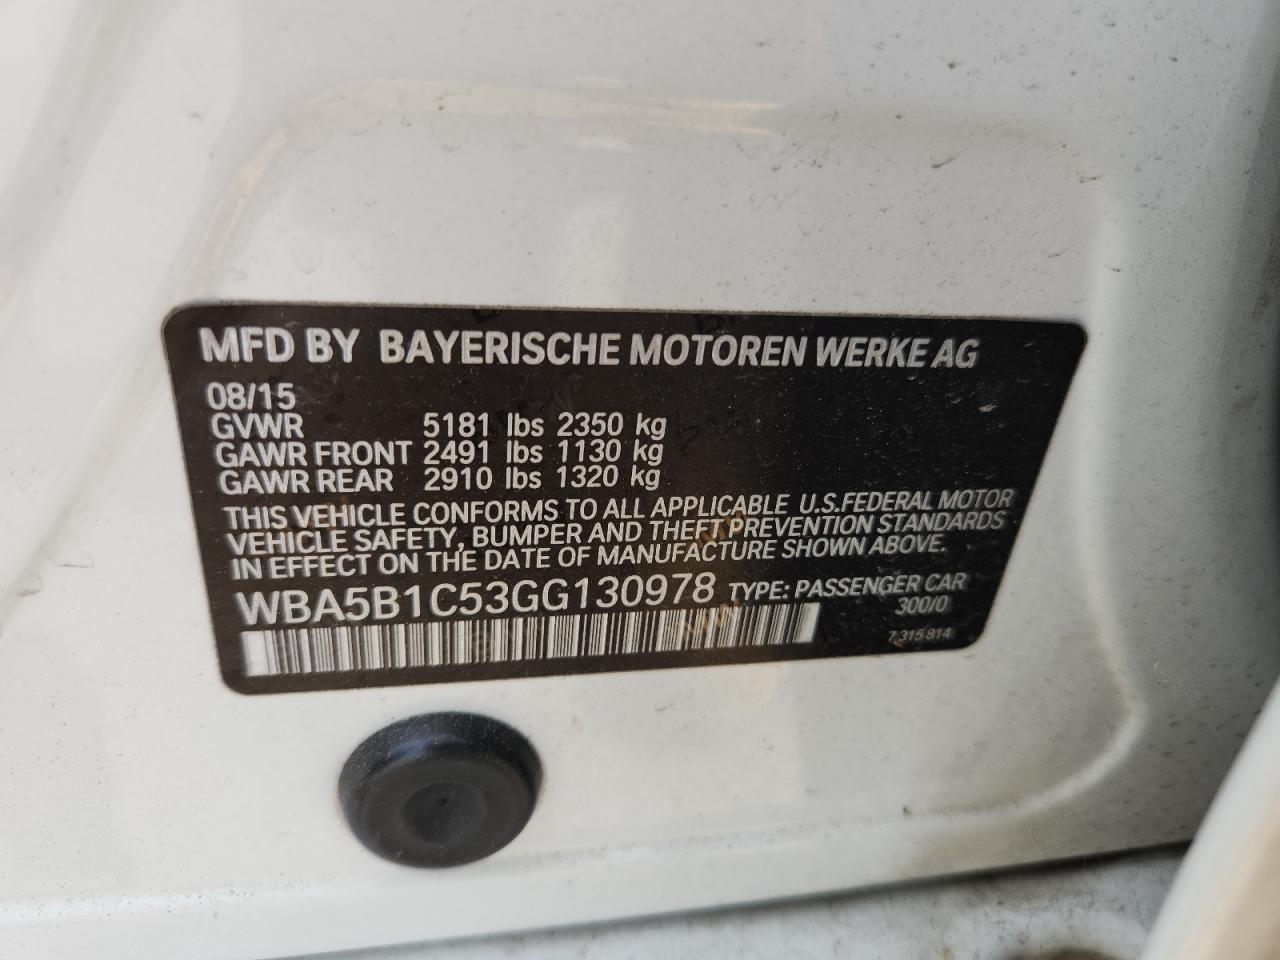 MFD BY BAYERISCHE MOTOREN WERKE AG
08/15
GVWR 5181 lbs 2350 kg
GAWR FRONT 2491 lbs 1130 kg
GAWR REAR 2910 lbs 1320 kg
THIS VEHICLE CONFORMS TO ALL APPLICABLE U.S.FEDERAL MOTOR
VEHICLE SAFETY, BUMPER AND THEFT PREVENTION STANDARDS
IN EFFECT ON THE DATE OF MANUFACTURE SHOWN ABOVE.
WBA5B1C53GG130978 TYPE: PASSENGER CAR
300/0
7 315 814